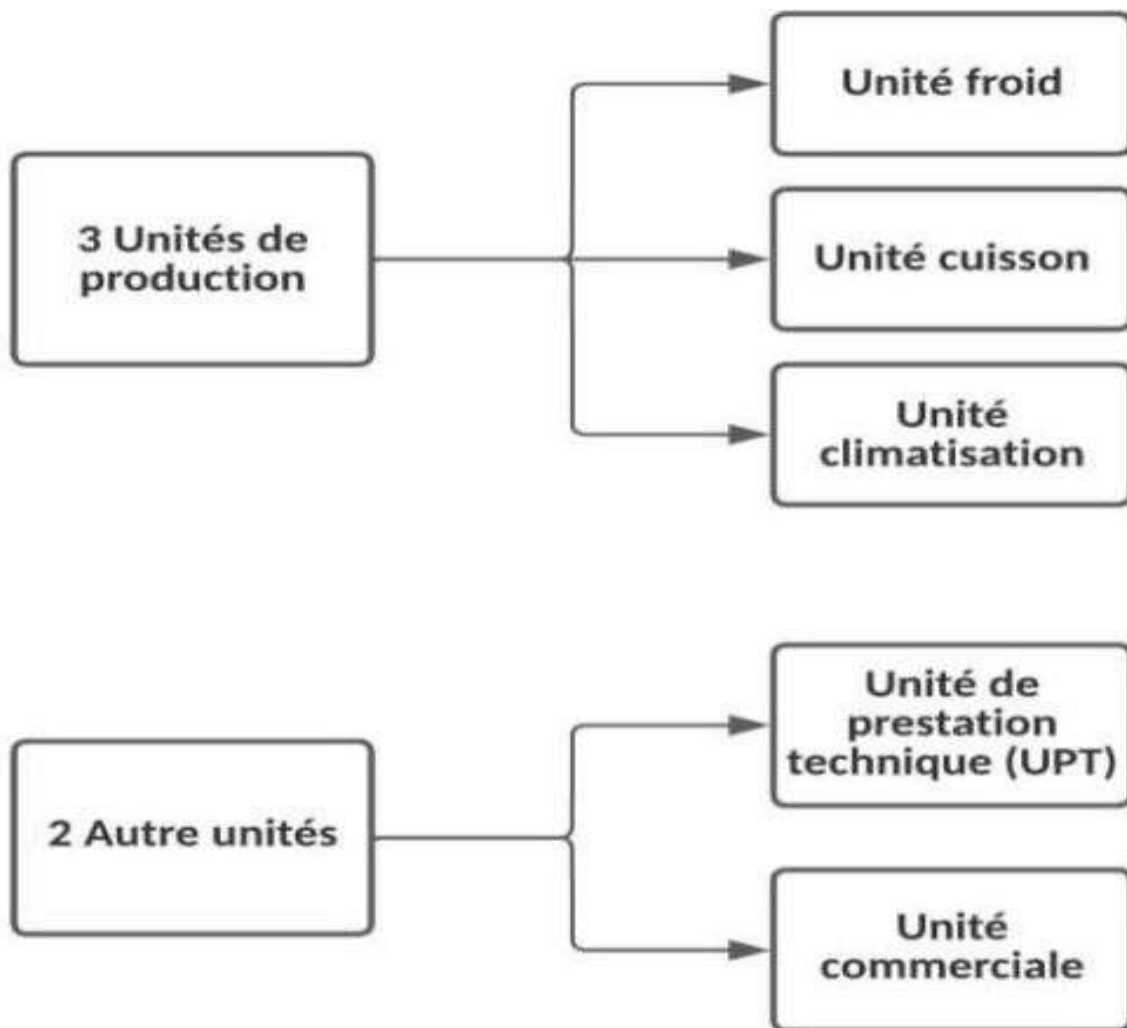 Unité froid
3 Unités de
production
Unité cuisson
Unité
climatisation
Unité de
prestation
technique (UPT)
2 Autre unités
Unité
commerciale